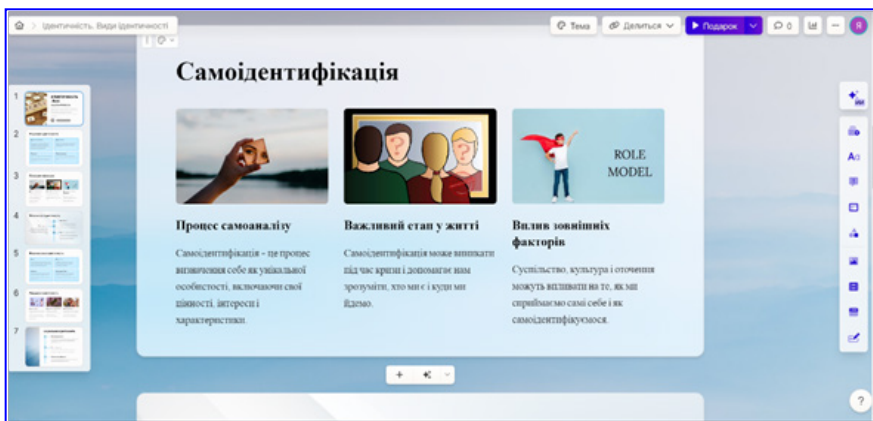 Ідентичність. Види ідентичності
Тема
Делиться
Подарок
0
Я
Самоідентифікація
1
2
3
4
5
6
7
ROLE
MODEL
Процес самоаналізу
Самоідентифікація - це процес
визначення себе як унікальної
особистості, включаючи свої
цінності, інтереси і
характеристики.
Важливий етап у житті
Самоідентифікація може виникати
під час кризи і допомагає нам
зрозуміти, хто ми є і куди ми
йдемо.
Вплив зовнішніх
факторів
Суспільство, культура і оточення
можуть впливати на те, як ми
сприймаємо самі себе і як
самоідентифікуємося.
Aa
?